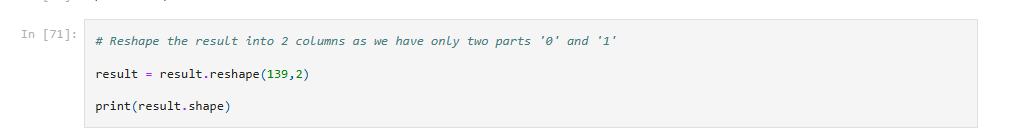 In [71]:
# Reshape the result into 2 columns as we have only two parts '0' and '1'
result = result.reshape(139,2)
print(result.shape)